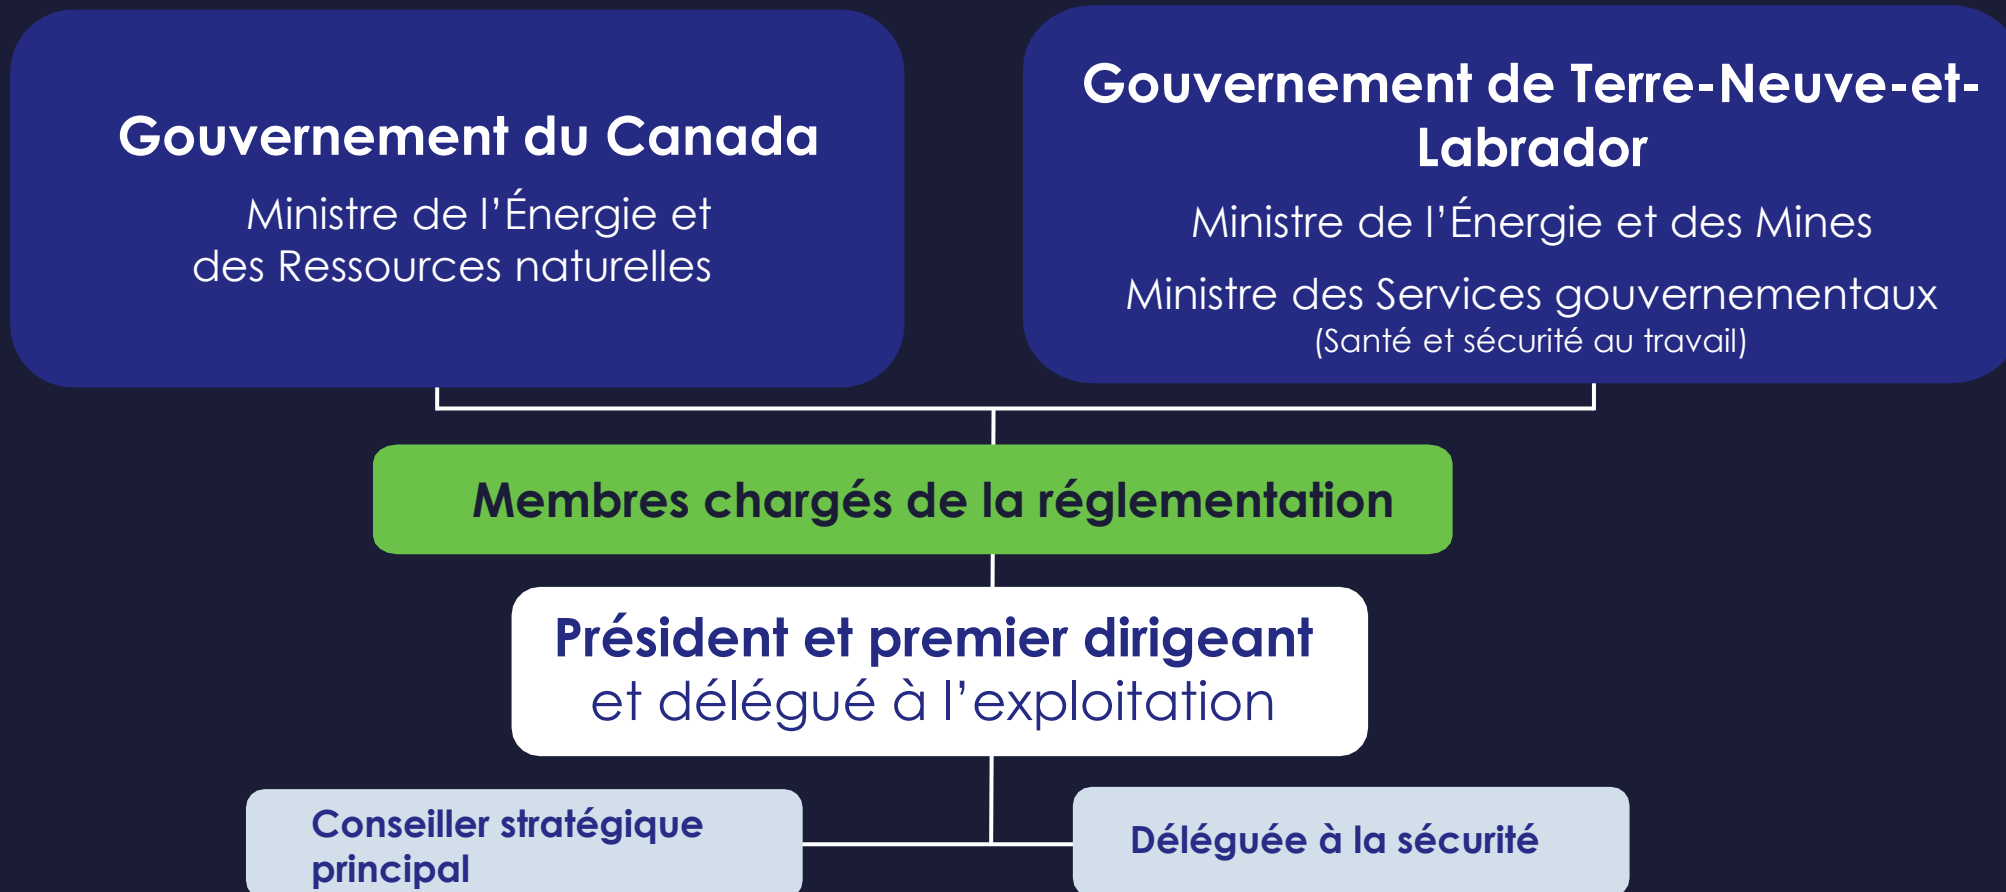 Gouvernement du Canada
Ministre de l’Énergie et
des Ressources naturelles
Gouvernement de Terre-Neuve-et-
Labrador
Ministre de l’Énergie et des Mines
Ministre des Services gouvernementaux
(Santé et sécurité au travail)
Membres chargés de la réglementation
Président et premier dirigeant
et délégué à l’exploitation
Conseiller stratégique
principal
Déléguée à la sécurité